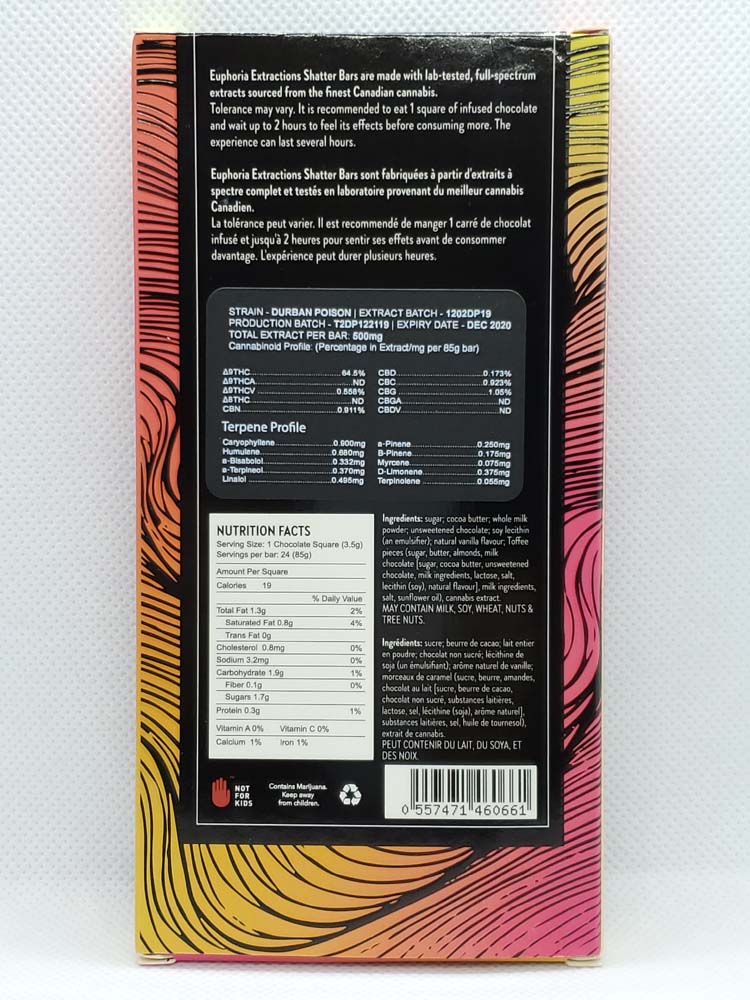 Euphoria Extractions Shatter Bars are made with lab-tested, full-spectrum
extracts sourced from the finest Canadian cannabis.
Tolerance may vary. It is recommended to eat 1 square of infused chocolate
and wait up to 2 hours to feel its effects before consuming more. The
experience can last several hours.
Euphoria Extractions Shatter Bars sont fabriquées à partir d'extraits à
spectre complet et testés en laboratoire provenant du meilleur cannabis
Canadien.
La tolérance peut varier. Il est recommendé de manger 1 carré de chocolat
infusé et jusqu'à 2 heures pour sentir ses effets avant de consommer
davantage. L'expérience peut durer plusieurs heures.
STRAIN - DURBAN POISON | EXTRACT BATCH - 1202DP19
PRODUCTION BATCH - T2DP122119 | EXPIRY DATE - DEC 2020
TOTAL EXTRACT PER BAR: 500mg
Cannabinoid Profile: (Percentage in Extract/mg per 85g bar)
Δ9THC 64.5%
Δ9THCA ND
Δ9THCV 0.558%
Δ8THC ND
CBN 0.911%
CBD 0.173%
CBC 0.923%
CBG 1.05%
CBGA ND
CBDV ND
Terpene Profile
Caryophyllene 0.900mg
Humulene 0.680mg
a-Bisabolol 0.332mg
a-Terpineol 0.370mg
Linalol 0.495mg
a-Pinene 0.250mg
B-Pinene 0.175mg
Myrcene 0.075mg
D-Limonene 0.375mg
Terpinolene 0.055mg
NUTRITION FACTS
Serving Size: 1 Chocolate Square (3.5g)
Servings per bar: 24 (85g)
Amount Per Square
Calories 19
% Daily Value
Total Fat 1.3g 2%
Saturated Fat 0.8g 4%
Trans Fat 0g
Cholesterol 0.8mg 0%
Sodium 3.2mg 0%
Carbohydrate 1.9g 1%
Fiber 0.1g 0%
Sugars 1.7g
Protein 0.3g 1%
Vitamin A 0% Vitamin C 0%
Calcium 1% Iron 1%
Ingredients: sugar; cocoa butter; whole milk
powder; unsweetened chocolate; soy lecithin
(an emulsifier); natural vanilla flavour; Toffee
pieces (sugar, butter, almonds, milk
chocolate [sugar, cocoa butter, unsweetened
chocolate, milk ingredients, lactose, salt,
lecithin (soy), natural flavour], milk ingredients,
salt, sunflower oil), cannabis extract.
MAY CONTAIN MILK, SOY, WHEAT, NUTS &
TREE NUTS.
Ingrédients: sucre; beurre de cacao; lait entier
en poudre; chocolat non sucré; lécithine de
soja (un émulsifiant); arôme naturel de vanille;
morceaux de caramel (sucre, beurre, amandes,
chocolat au lait [sucre, beurre de cacao,
chocolat non sucré, substances laitières,
lactose, sel, lécithine (soja), arôme naturel],
substances laitières, sel, huile de tournesol),
extrait de cannabis.
PEUT CONTENIR DU LAIT, DU SOYA, ET
DES NOIX.
NOT
FOR
KIDS
Contains Marijuana.
Keep away
from children.
0 557471 460661